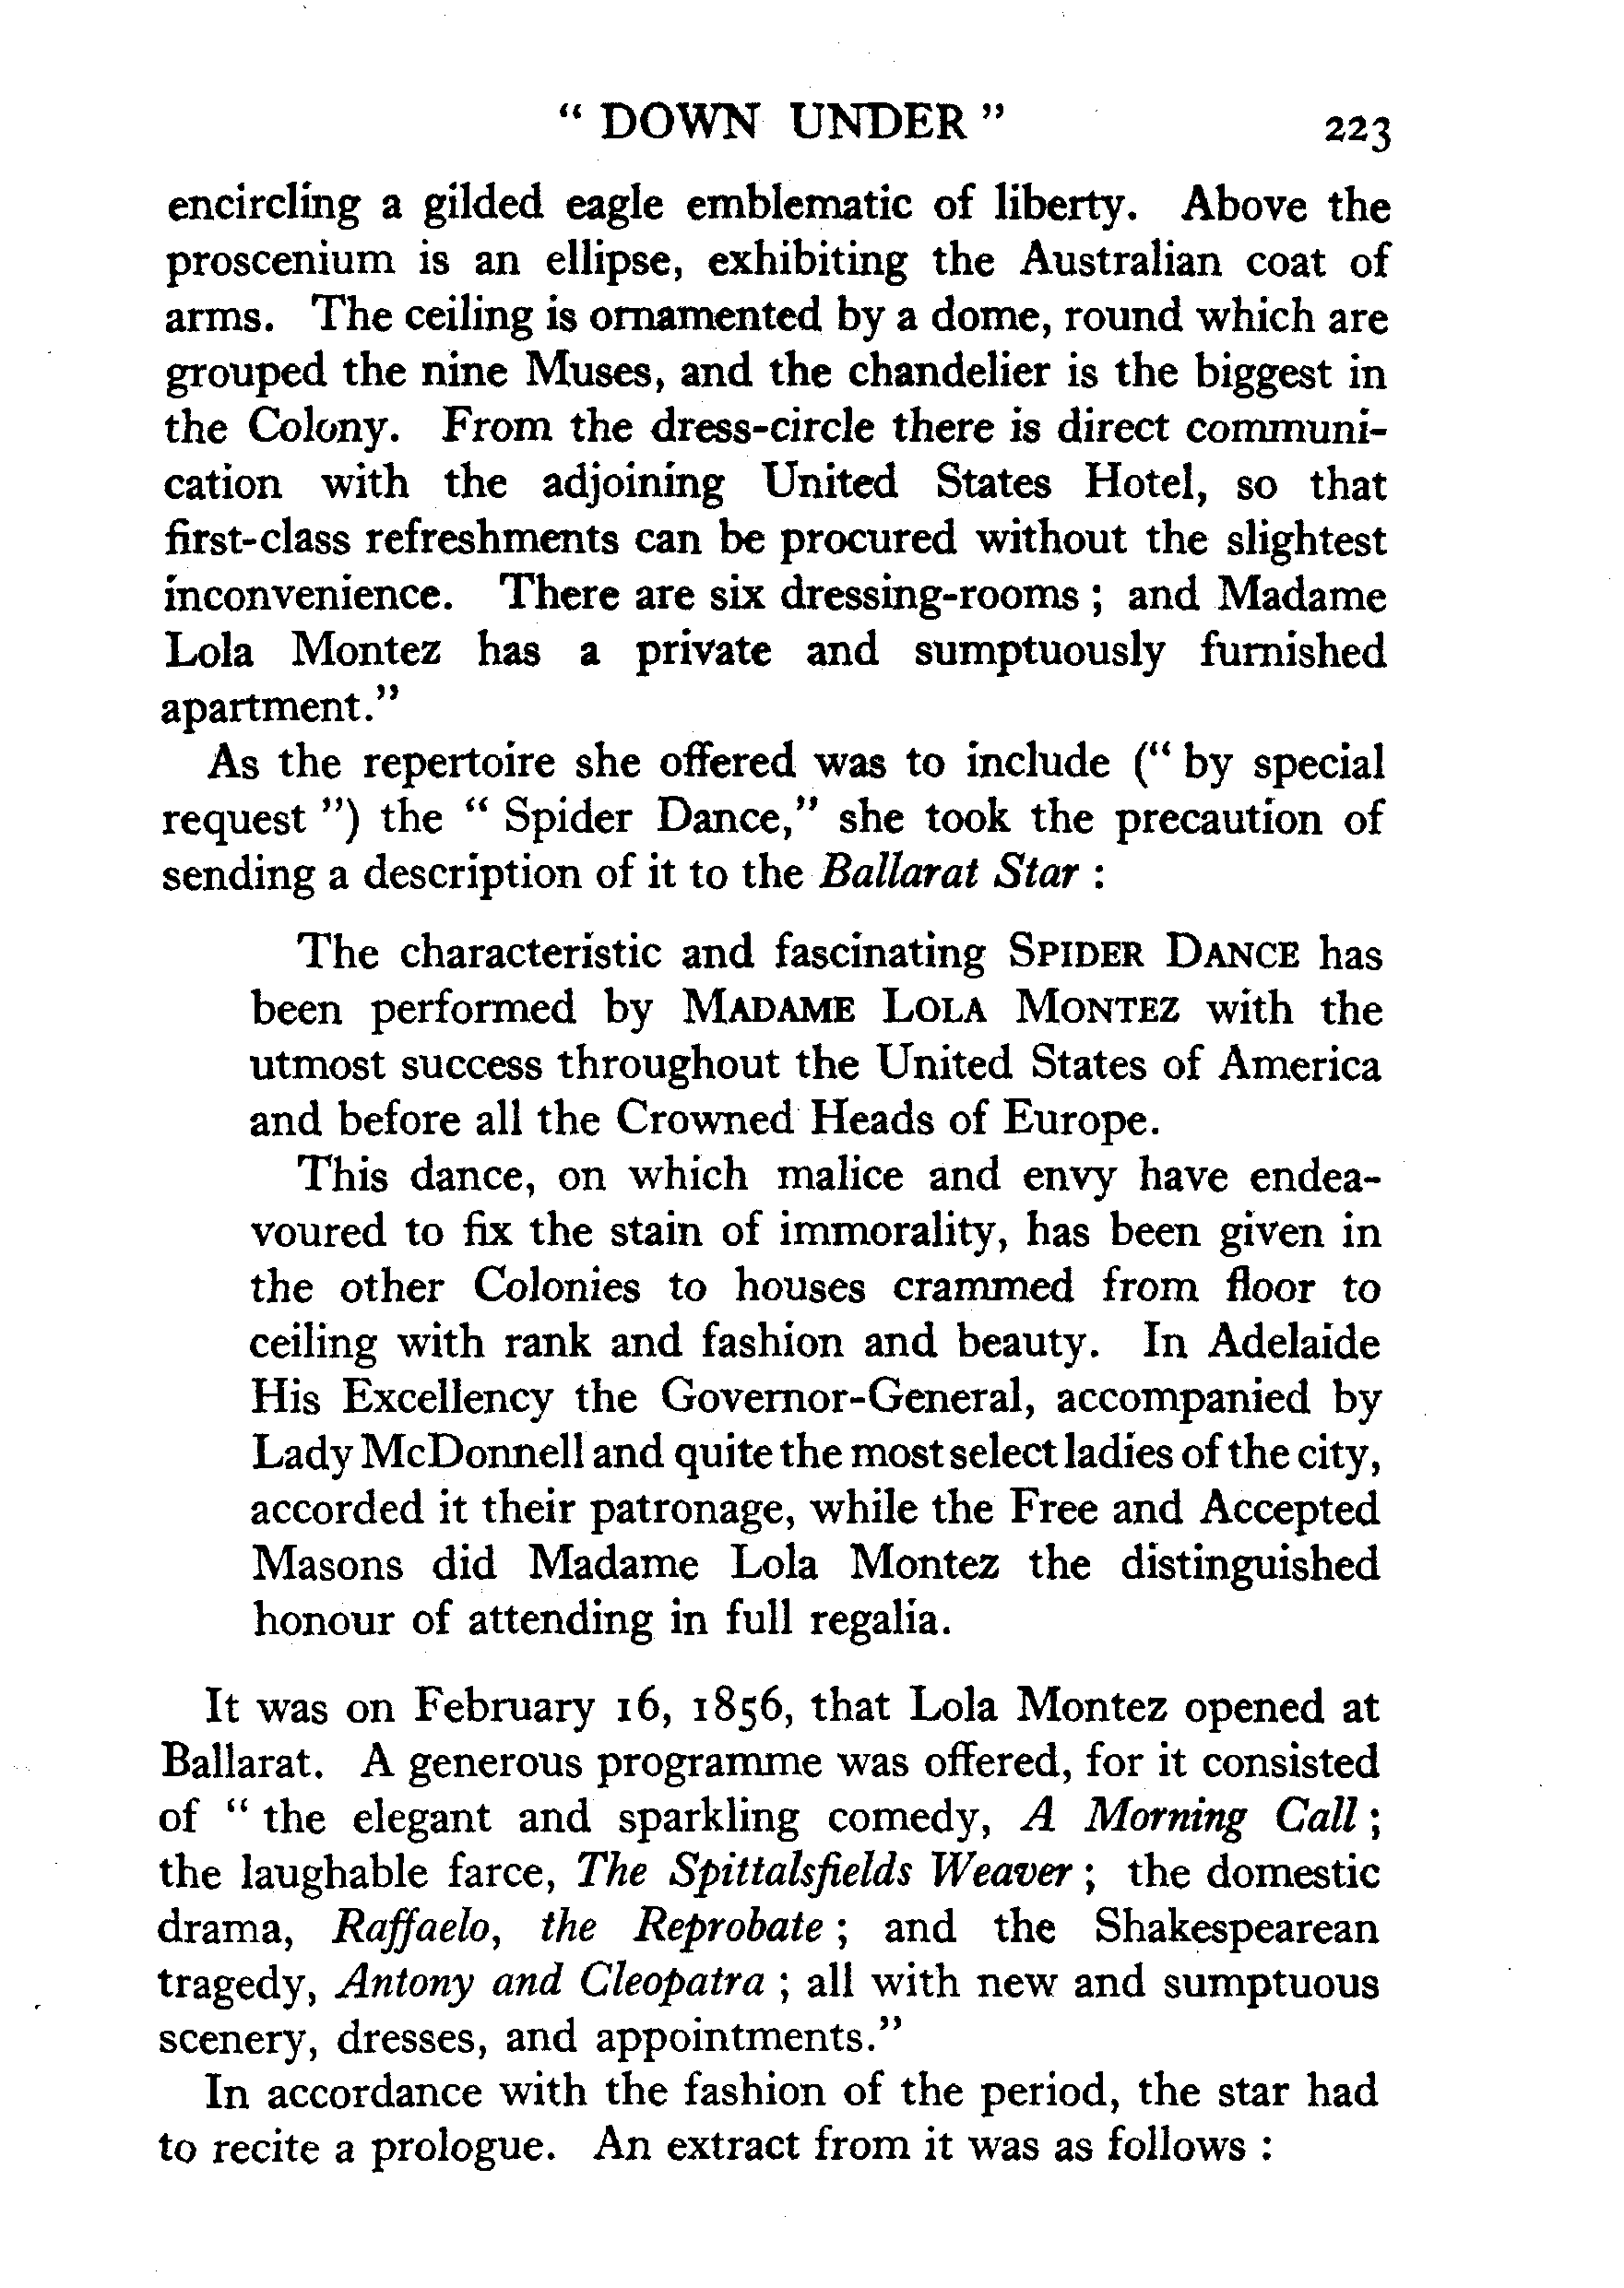 “ DOWN UNDER ” 223
encircling a gilded eagle emblematic of liberty. Above the
proscenium is an ellipse, exhibiting the Australian coat of
arms. The ceiling is ornamented by a dome, round which are
grouped the nine Muses, and the chandelier is the biggest in
the Colony. From the dress-circle there is direct communi-
cation with the adjoining United States Hotel, so that
first-class refreshments can be procured without the slightest
inconvenience. There are six dressing-rooms ; and Madame
Lola Montez has a private and sumptuously furnished
apartment.”
As the repertoire she offered was to include (“ by special
request ”) the “ Spider Dance,” she took the precaution of
sending a description of it to the Ballarat Star :
The characteristic and fascinating SPIDER DANCE has
been performed by MADAME LOLA MONTEZ with the
utmost success throughout the United States of America
and before all the Crowned Heads of Europe.
This dance, on which malice and envy have endea-
voured to fix the stain of immorality, has been given in
the other Colonies to houses crammed from floor to
ceiling with rank and fashion and beauty. In Adelaide
His Excellency the Governor-General, accompanied by
Lady McDonnell and quite the most select ladies of the city,
accorded it their patronage, while the Free and Accepted
Masons did Madame Lola Montez the distinguished
honour of attending in full regalia.
It was on February 16, 1856, that Lola Montez opened at
Ballarat. A generous programme was offered, for it consisted
of “ the elegant and sparkling comedy, A Morning Call ;
the laughable farce, The Spittalsfields Weaver ; the domestic
drama, Raffaelo, the Reprobate ; and the Shakespearean
tragedy, Antony and Cleopatra ; all with new and sumptuous
scenery, dresses, and appointments.”
In accordance with the fashion of the period, the star had
to recite a prologue. An extract from it was as follows :